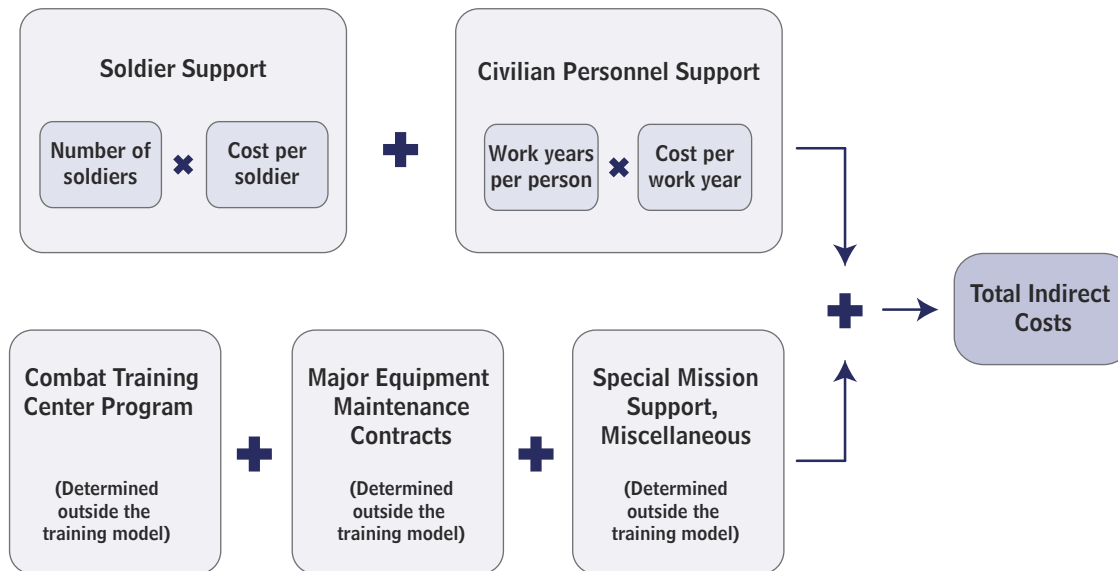 Soldier Support
Number of
soldiers
Cost per
soldier
Civilian Personnel Support
Work years
per person
Cost per
work year
Combat Training
Center Program
(Determined
outside the
training model)
Major Equipment
Maintenance
Contracts
(Determined
outside the
training model)
Special Mission
Support,
Miscellaneous
(Determined
outside the
training model)
Total Indirect
Costs